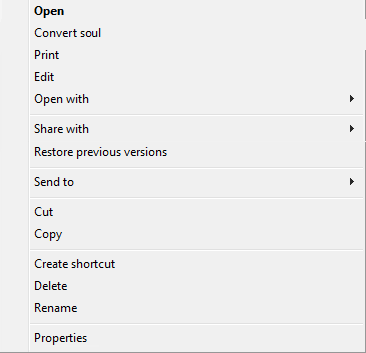 Open
Convert soul
Print
Edit
Open with
Share with
Restore previous versions
Send to
Cut
Copy
Create shortcut
Delete
Rename
Properties